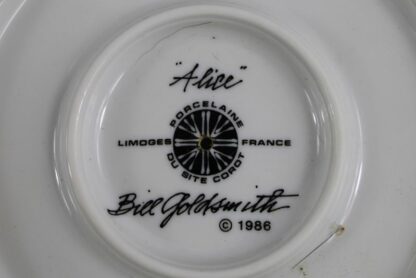 "Alice"
PORCELAINE
LIMOGES FRANCE
DU SITE COROT
Bill Goldsmith
© 1986